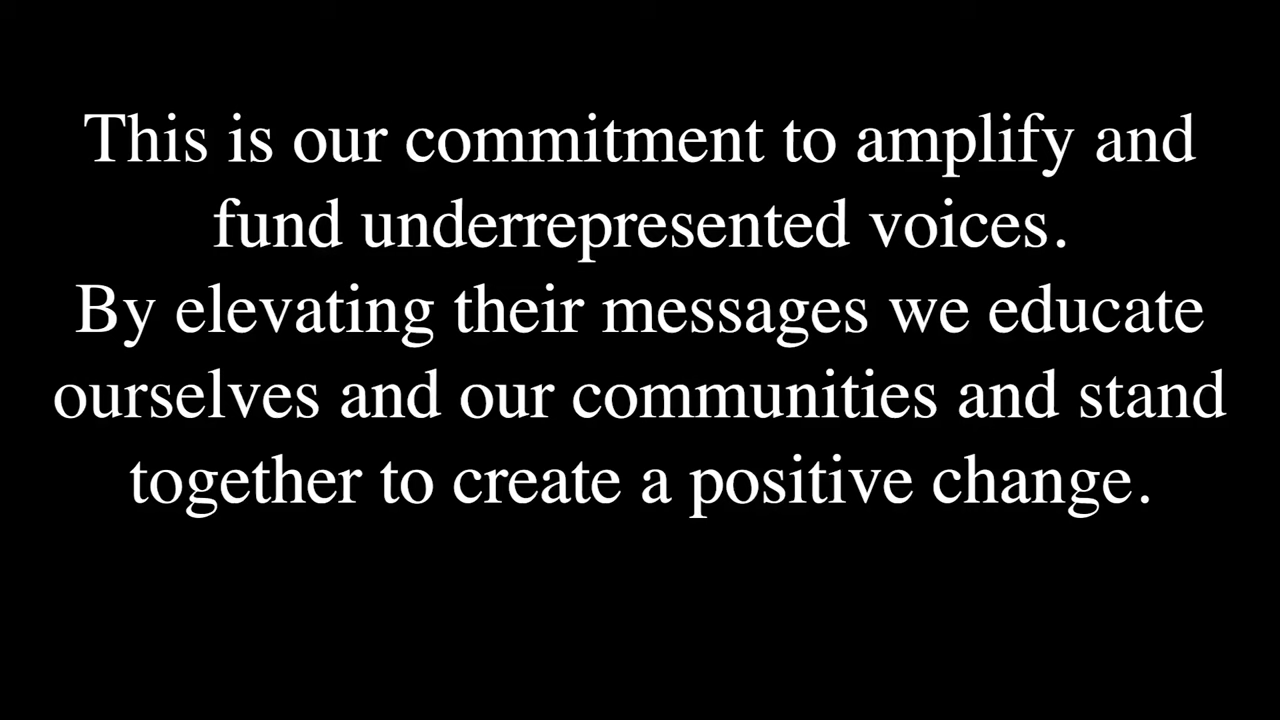 This is our commitment to amplify and
fund underrepresented voices.
By elevating their messages we educate
ourselves and our communities and stand
together to create a positive change.